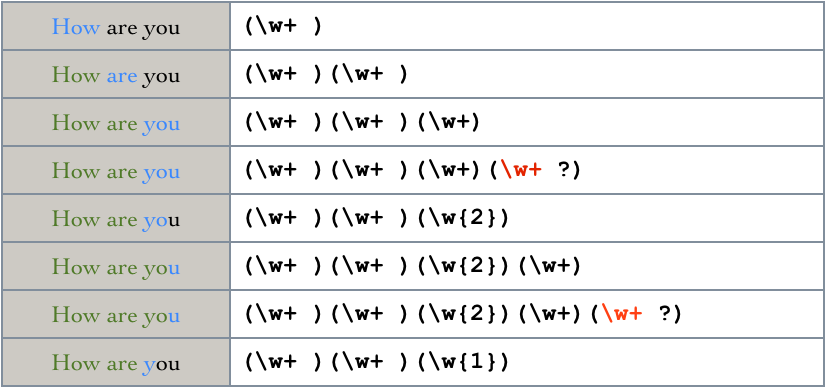 How are you (\w+ )
How are you (\w+ )(\w+ )
How are you (\w+ )(\w+ )(\w+)
How are you (\w+ )(\w+ )(\w+)(\w+ ?)
How are you (\w+ )(\w+ )(\w{2})
How are you (\w+ )(\w+ )(\w{2})(\w+)
How are you (\w+ )(\w+ )(\w{2})(\w+)(\w+ ?)
How are you (\w+ )(\w+ )(\w{1})